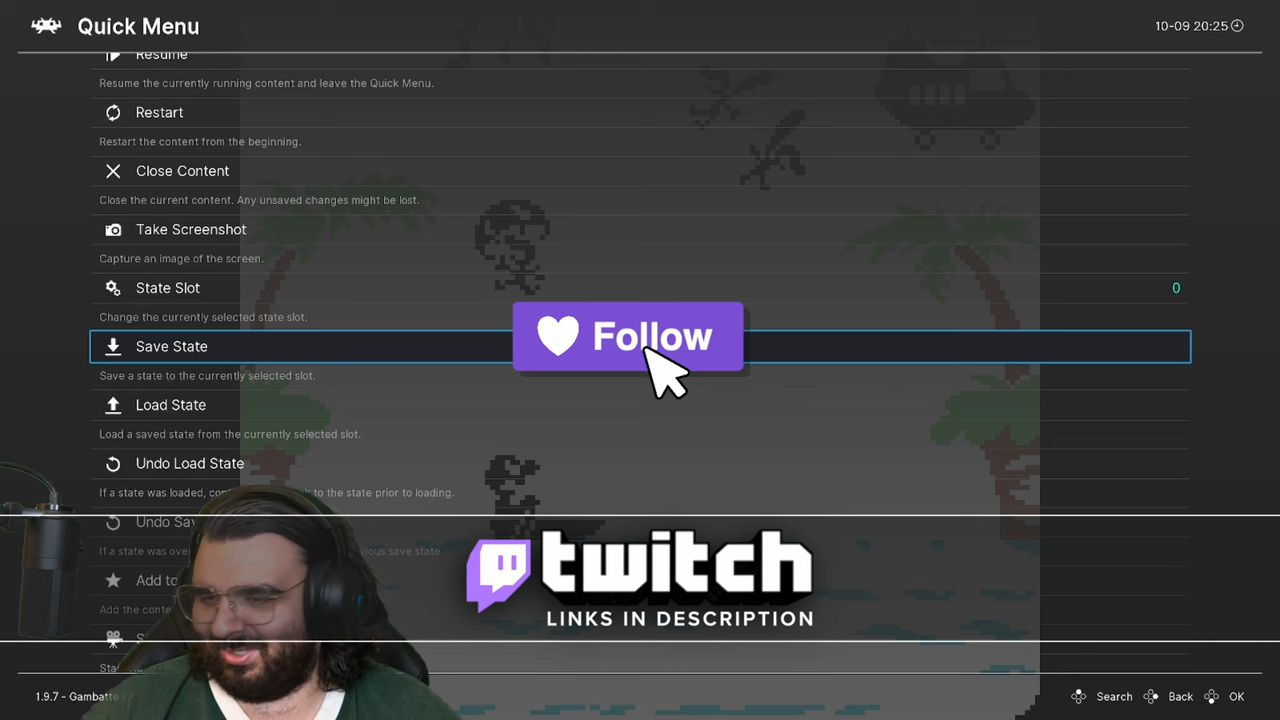 Quick Menu
10-09 20:25
Resume
Resume the currently running content and leave the Quick Menu.
Restart
Restart the content from the beginning.
Close Content
Close the current content. Any unsaved changes might be lost.
Take Screenshot
Capture an image of the screen.
State Slot
0
Change the currently selected state slot.
Save State
Follow
Save a state to the currently selected slot.
Load State
Load a saved state from the currently selected slot.
Undo Load State
If a state was loaded, to the state prior to loading.
Undo
If a state was save state.
twitch
Add to
LINKS IN DESCRIPTION
Add the
1.9.7 - Gambatte
Search
Back
OK